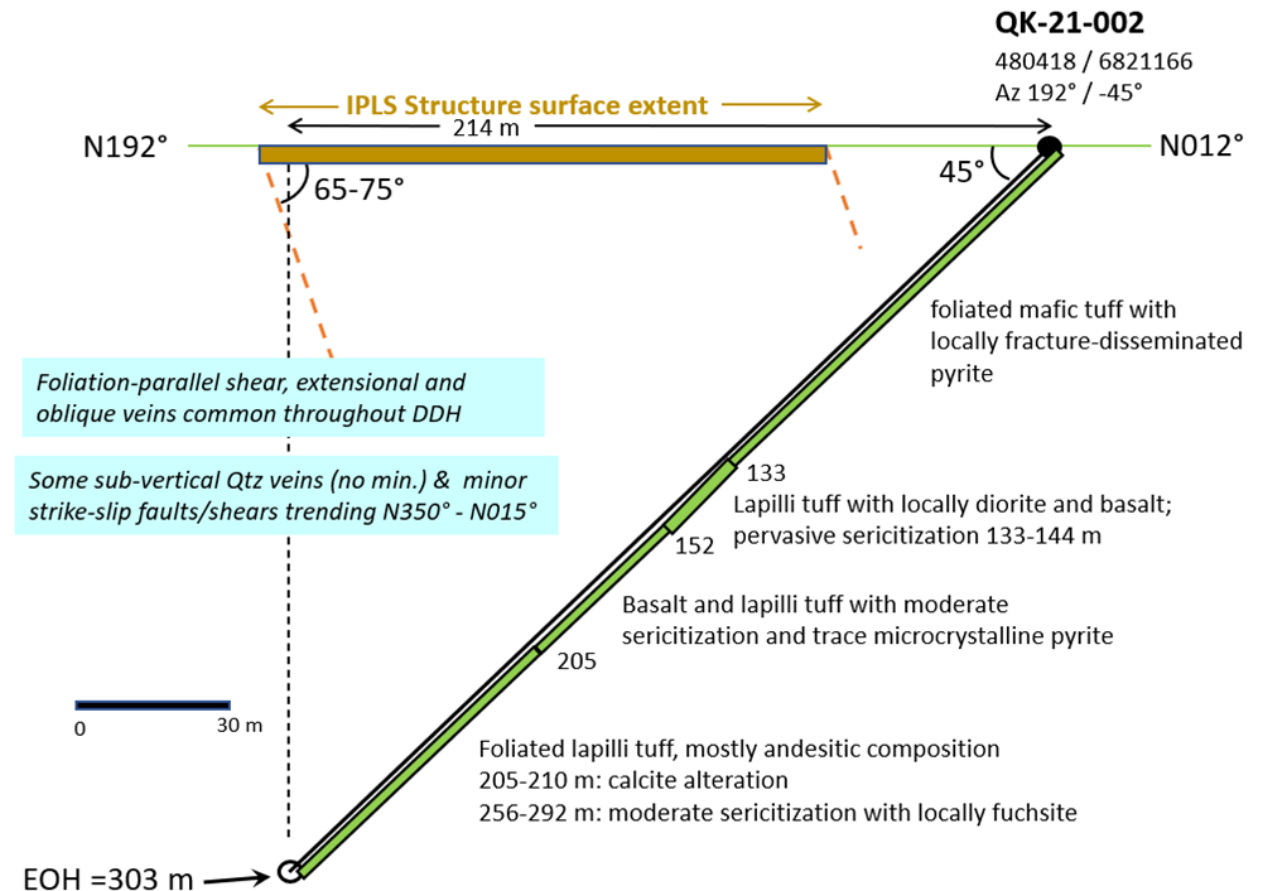 QK-21-002
480418 / 6821166
Az 192° / -45°
IPLS Structure surface extent
214 m
N192°
N012°
65-75°
45°
foliated mafic tuff with
locally fracture-disseminated
pyrite
Foliation-parallel shear, extensional and
oblique veins common throughout DDH
Some sub-vertical Qtz veins (no min.) & minor
strike-slip faults/shears trending N350° - N015°
133
Lapilli tuff with locally diorite and basalt;
pervasive sericitization 133-144 m
152
Basalt and lapilli tuff with moderate
sericitization and trace microcrystalline pyrite
205
0
30 m
Foliated lapilli tuff, mostly andesitic composition
205-210 m: calcite alteration
256-292 m: moderate sericitization with locally fuchsite
EOH =303 m